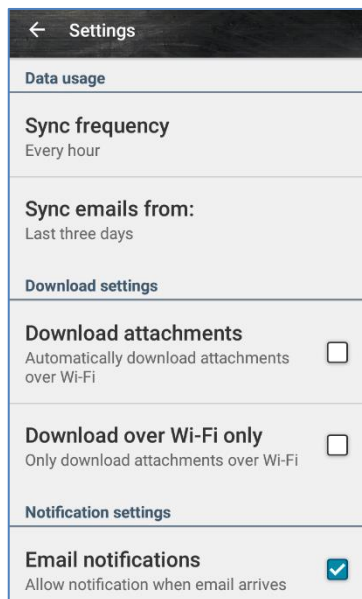 Settings
Data usage
Sync frequency
Every hour
Sync emails from:
Last three days
Download settings
Download attachments
Automatically download attachments
over Wi-Fi
Download over Wi-Fi only
Only download attachments over Wi-Fi
Notification settings
Email notifications
Allow notification when email arrives